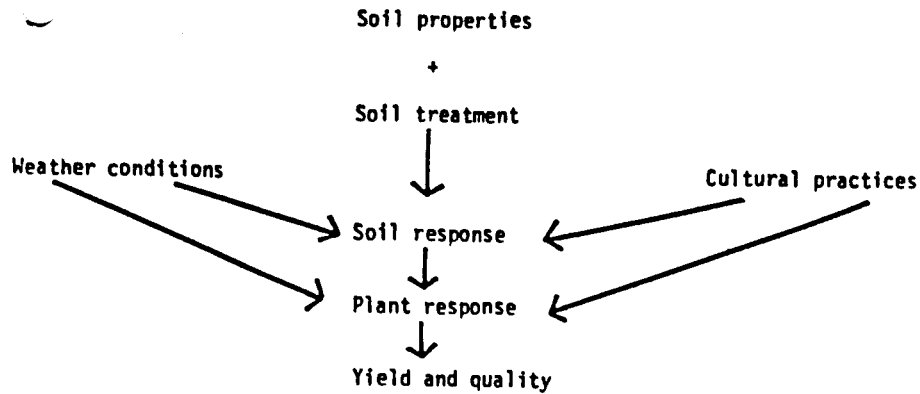 Soil properties
+
Soil treatment
Weather conditions
Cultural practices
Soil response
Plant response
Yield and quality